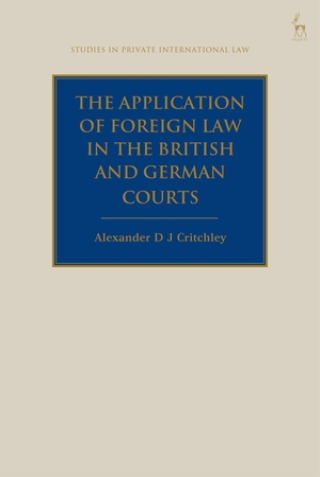 STUDIES IN PRIVATE INTERNATIONAL LAW
THE APPLICATION
OF FOREIGN LAW
IN THE BRITISH
AND GERMAN
COURTS
Alexander D J Critchley